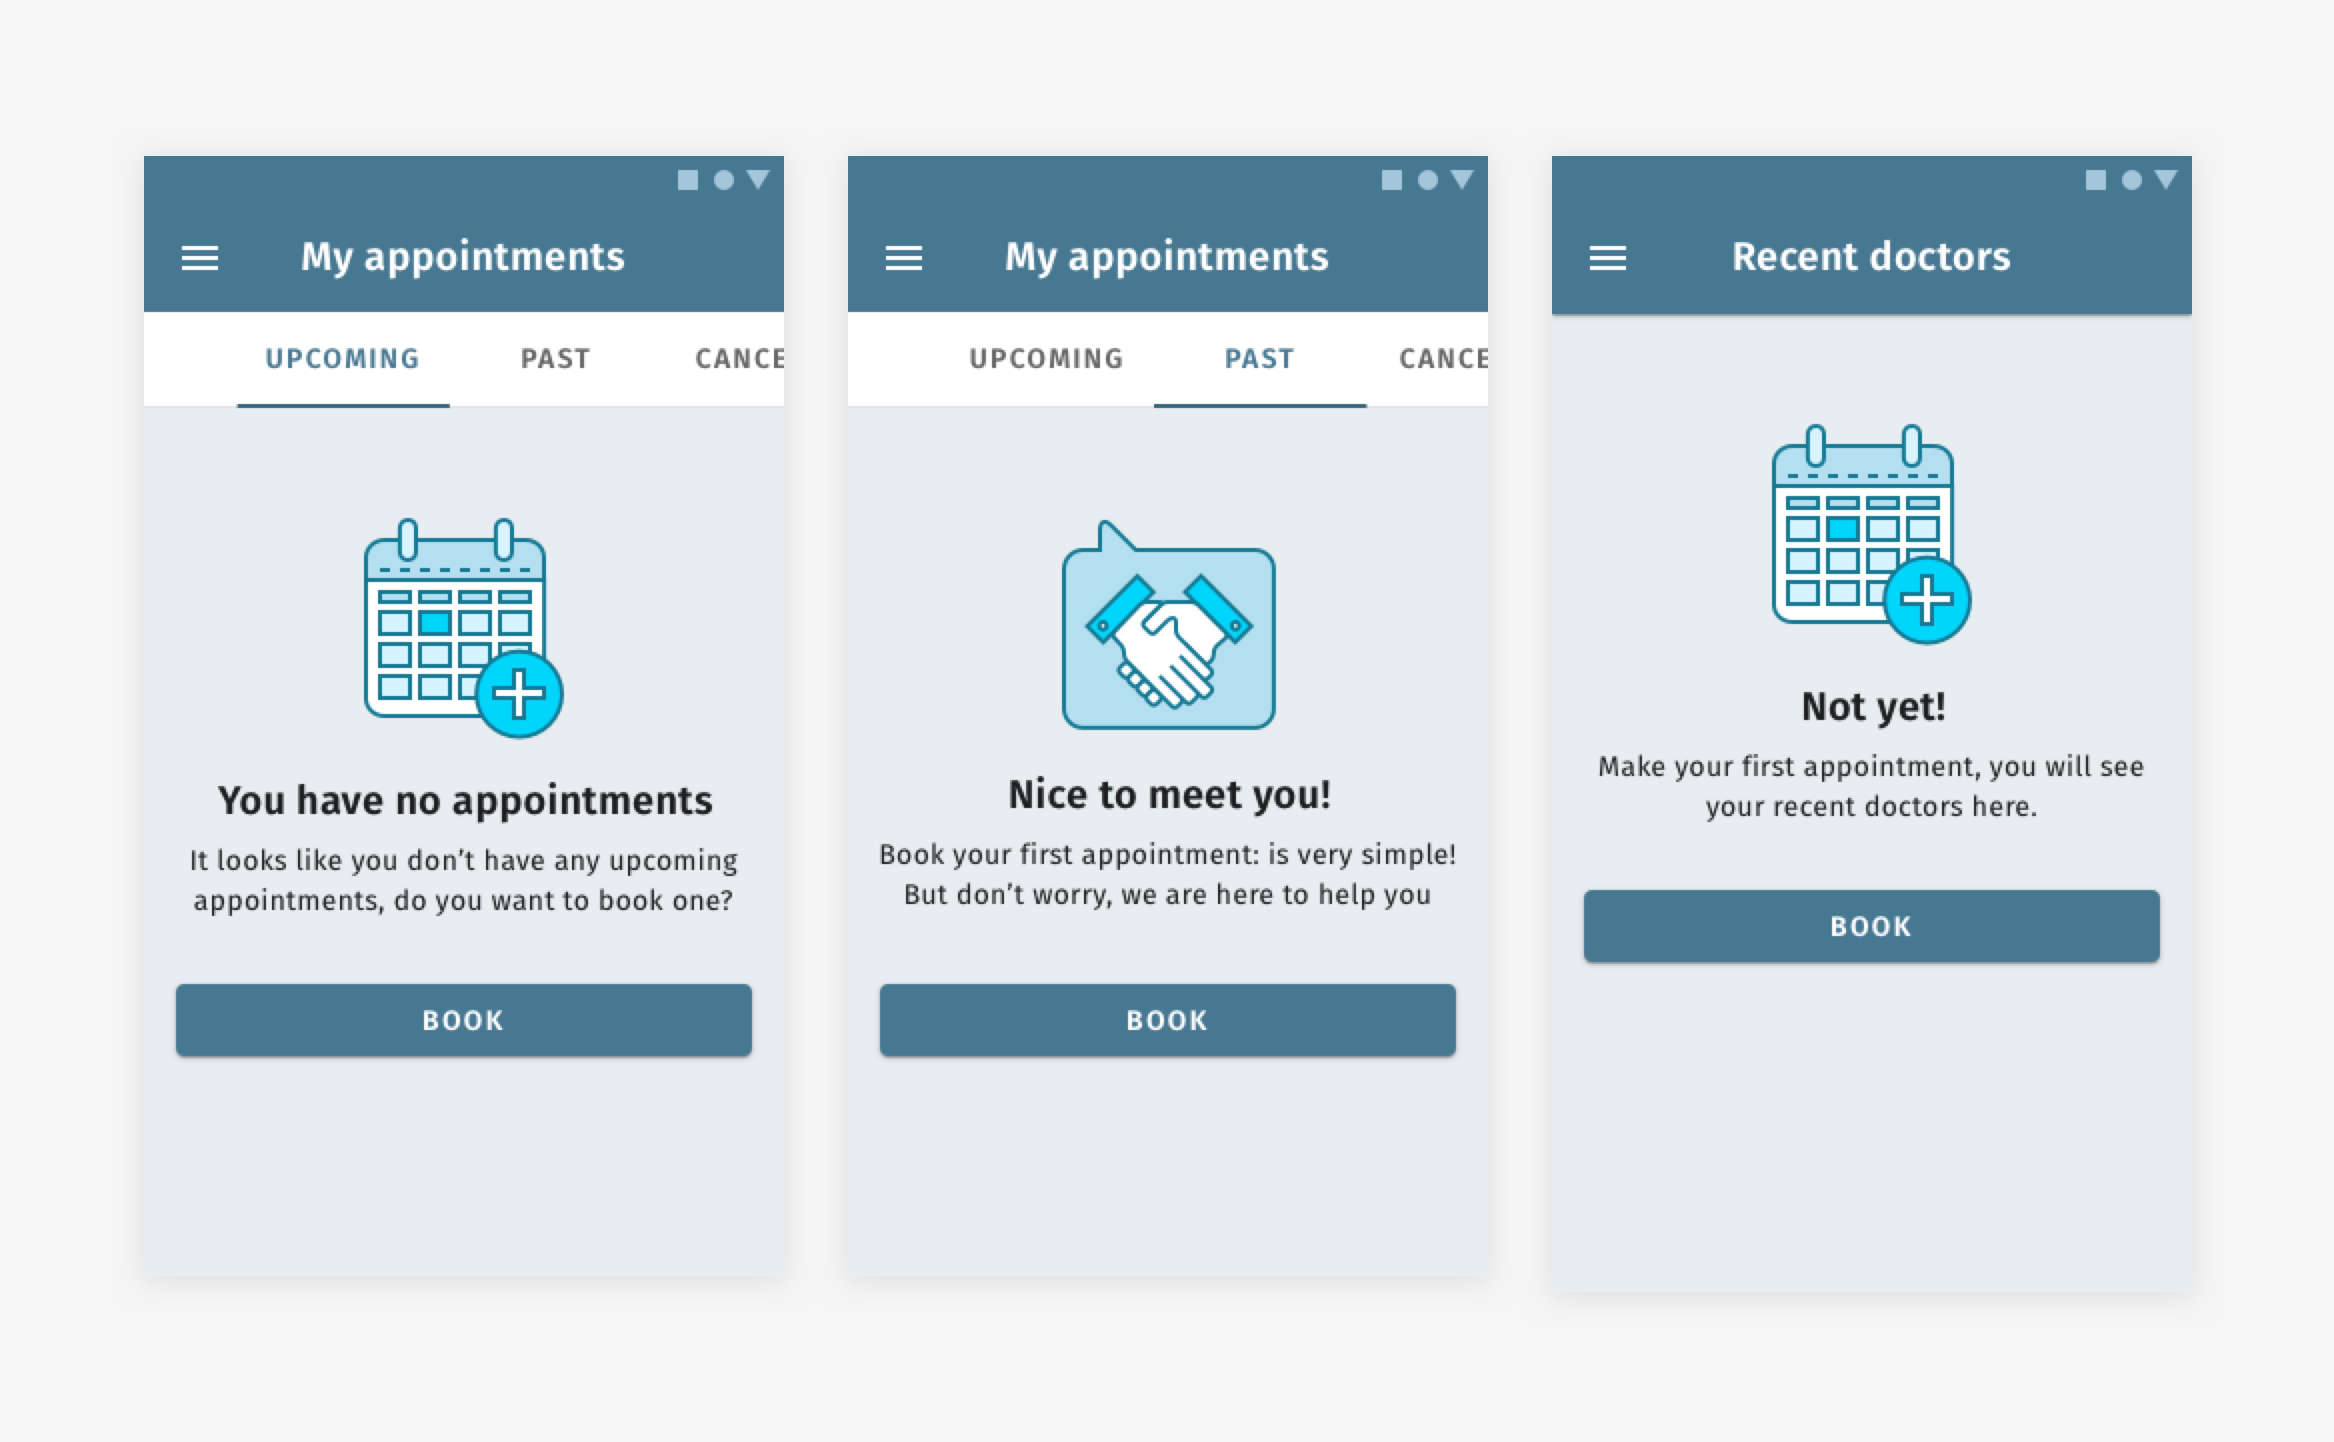 My appointments
UPCOMING PAST CANCE
You have no appointments
It looks like you don’t have any upcoming
appointments, do you want to book one?
BOOK
My appointments
UPCOMING PAST CANCE
Nice to meet you!
Book your first appointment: is very simple!
But don’t worry, we are here to help you
BOOK
Recent doctors
Not yet!
Make your first appointment, you will see
your recent doctors here.
BOOK